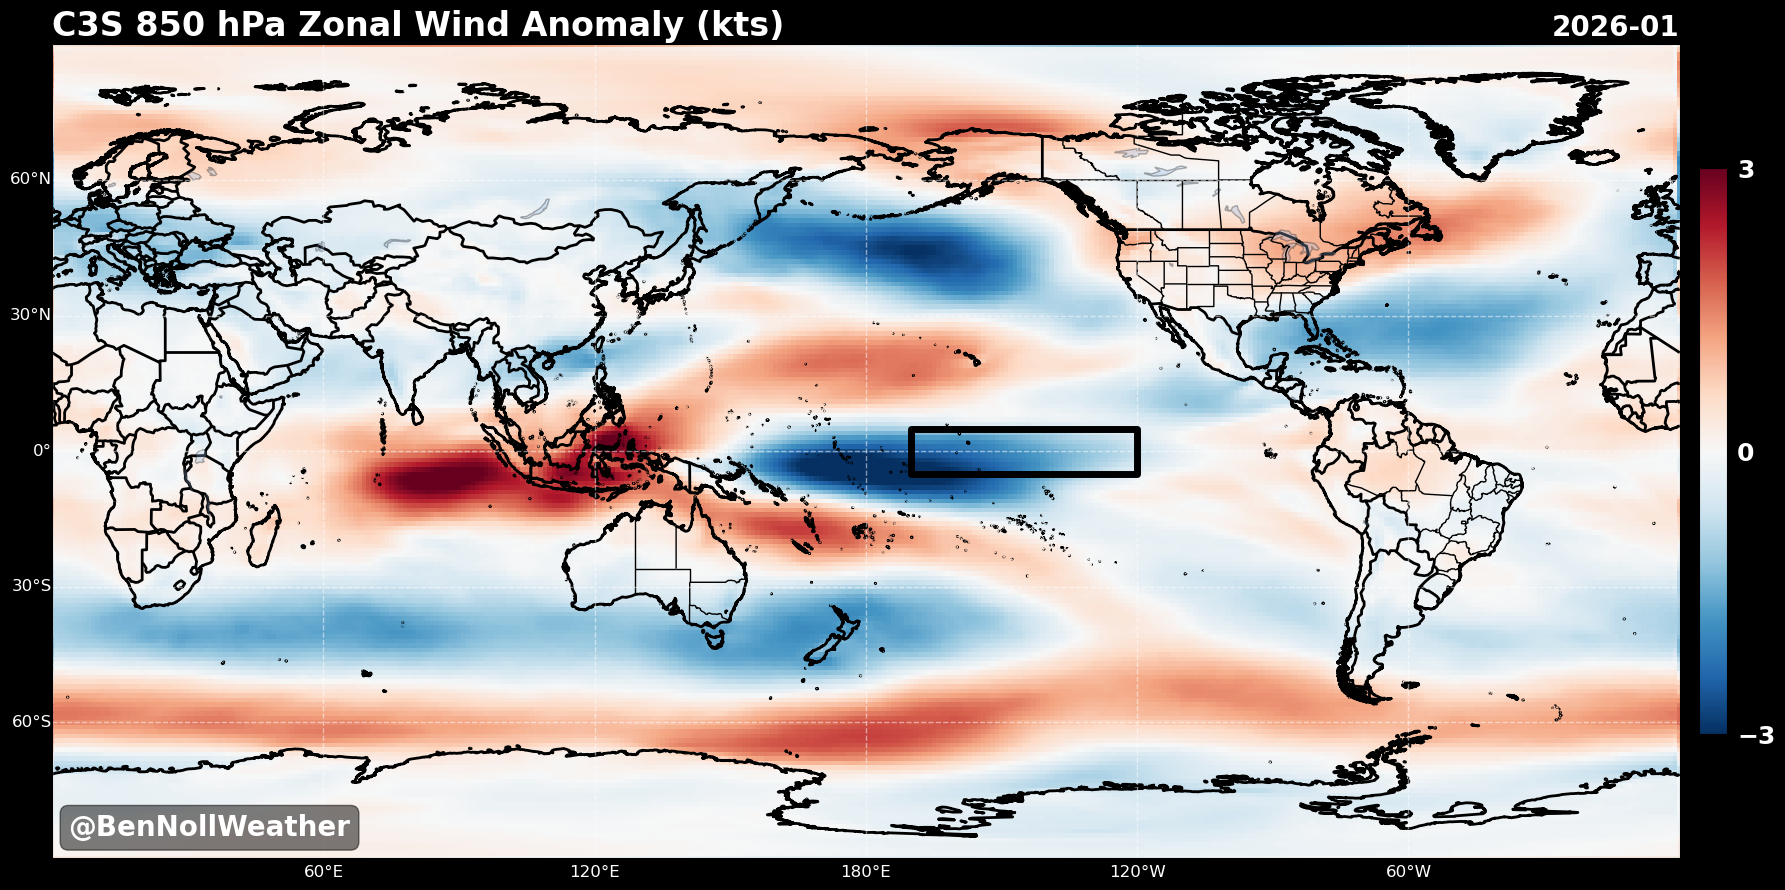 C3S 850 hPa Zonal Wind Anomaly (kts)
2026-01
60°N
30°N
0°
30°S
60°S
60°E
120°E
180°E
120°W
60°W
3
0
−3
@BenNollWeather